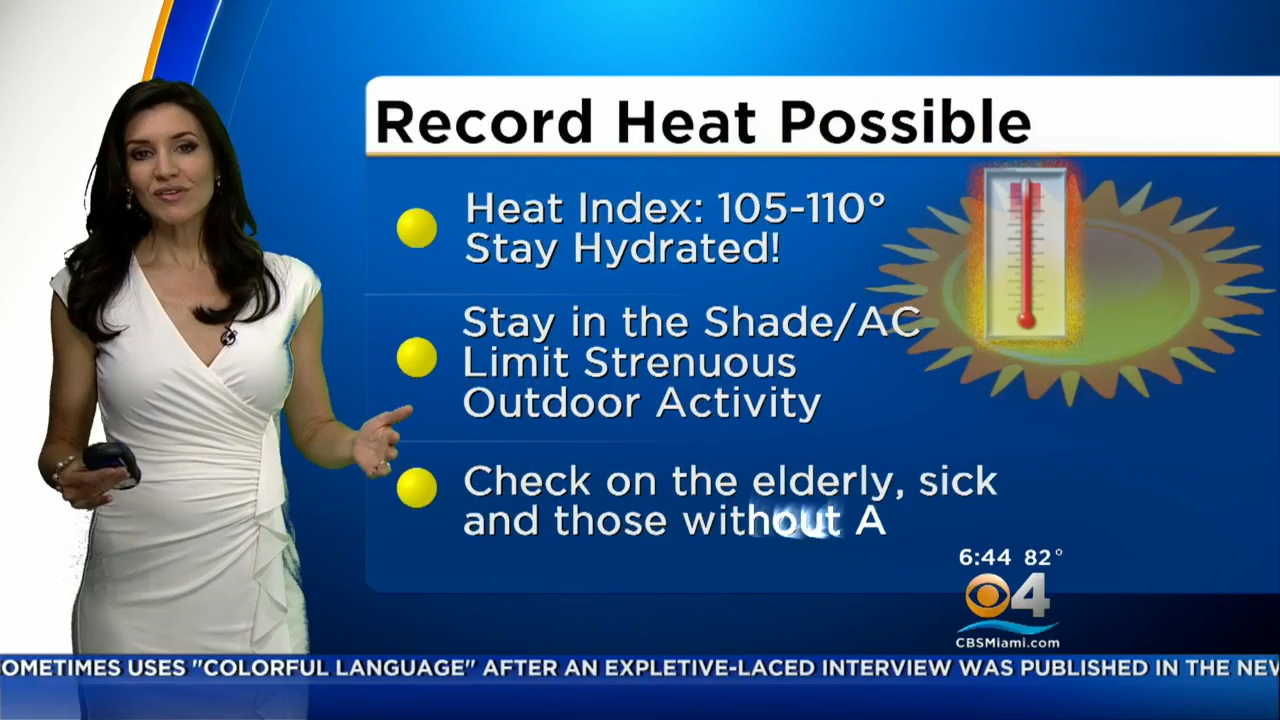 Record Heat Possible
Heat Index: 105-110°
Stay Hydrated!
Stay in the Shade/AC
Limit Strenuous
Outdoor Activity
Check on the elderly, sick
and those without A
6:44 82°
4
CBSMiami.com
OMETIMES USES "COLORFUL LANGUAGE" AFTER AN EXPLETIVE-LACED INTERVIEW WAS PUBLISHED IN THE NEW